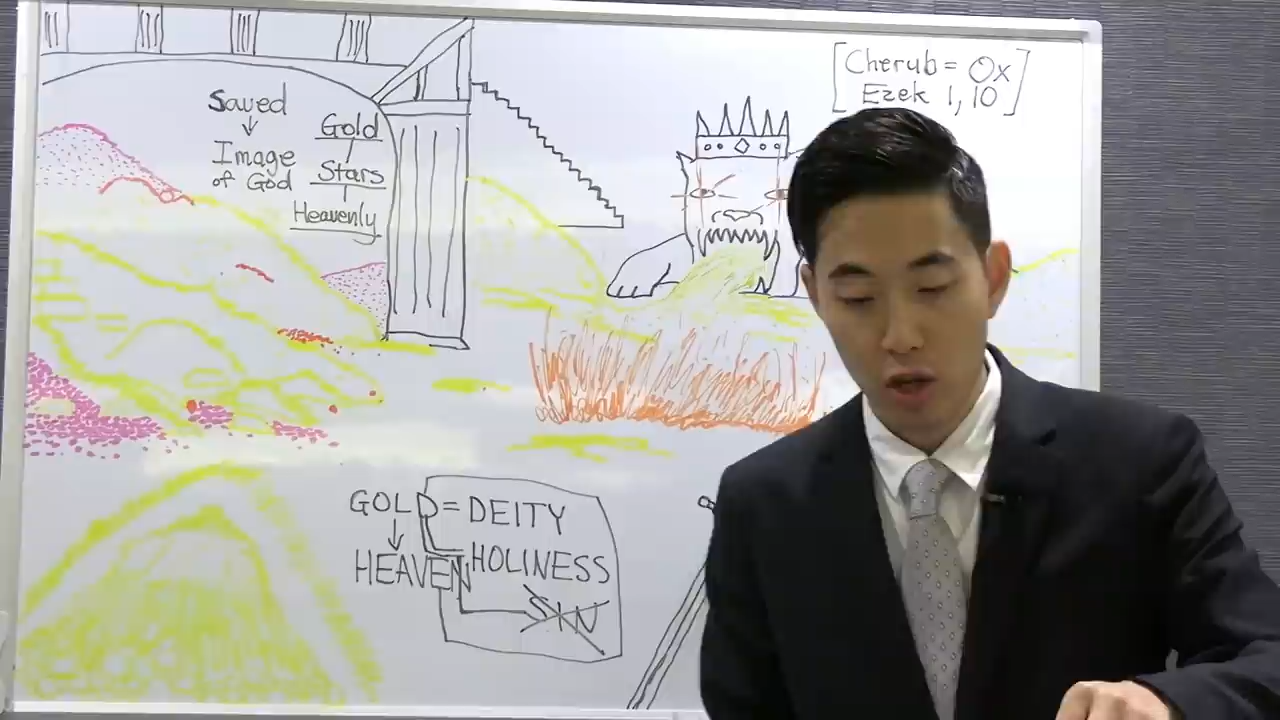 Saved
Image
of God
Gold
Stars
Heavenly
[Cherub = Ox
Ezek 1, 10]
GOLD = DEITY
HEAVEN HOLINESS
SIN